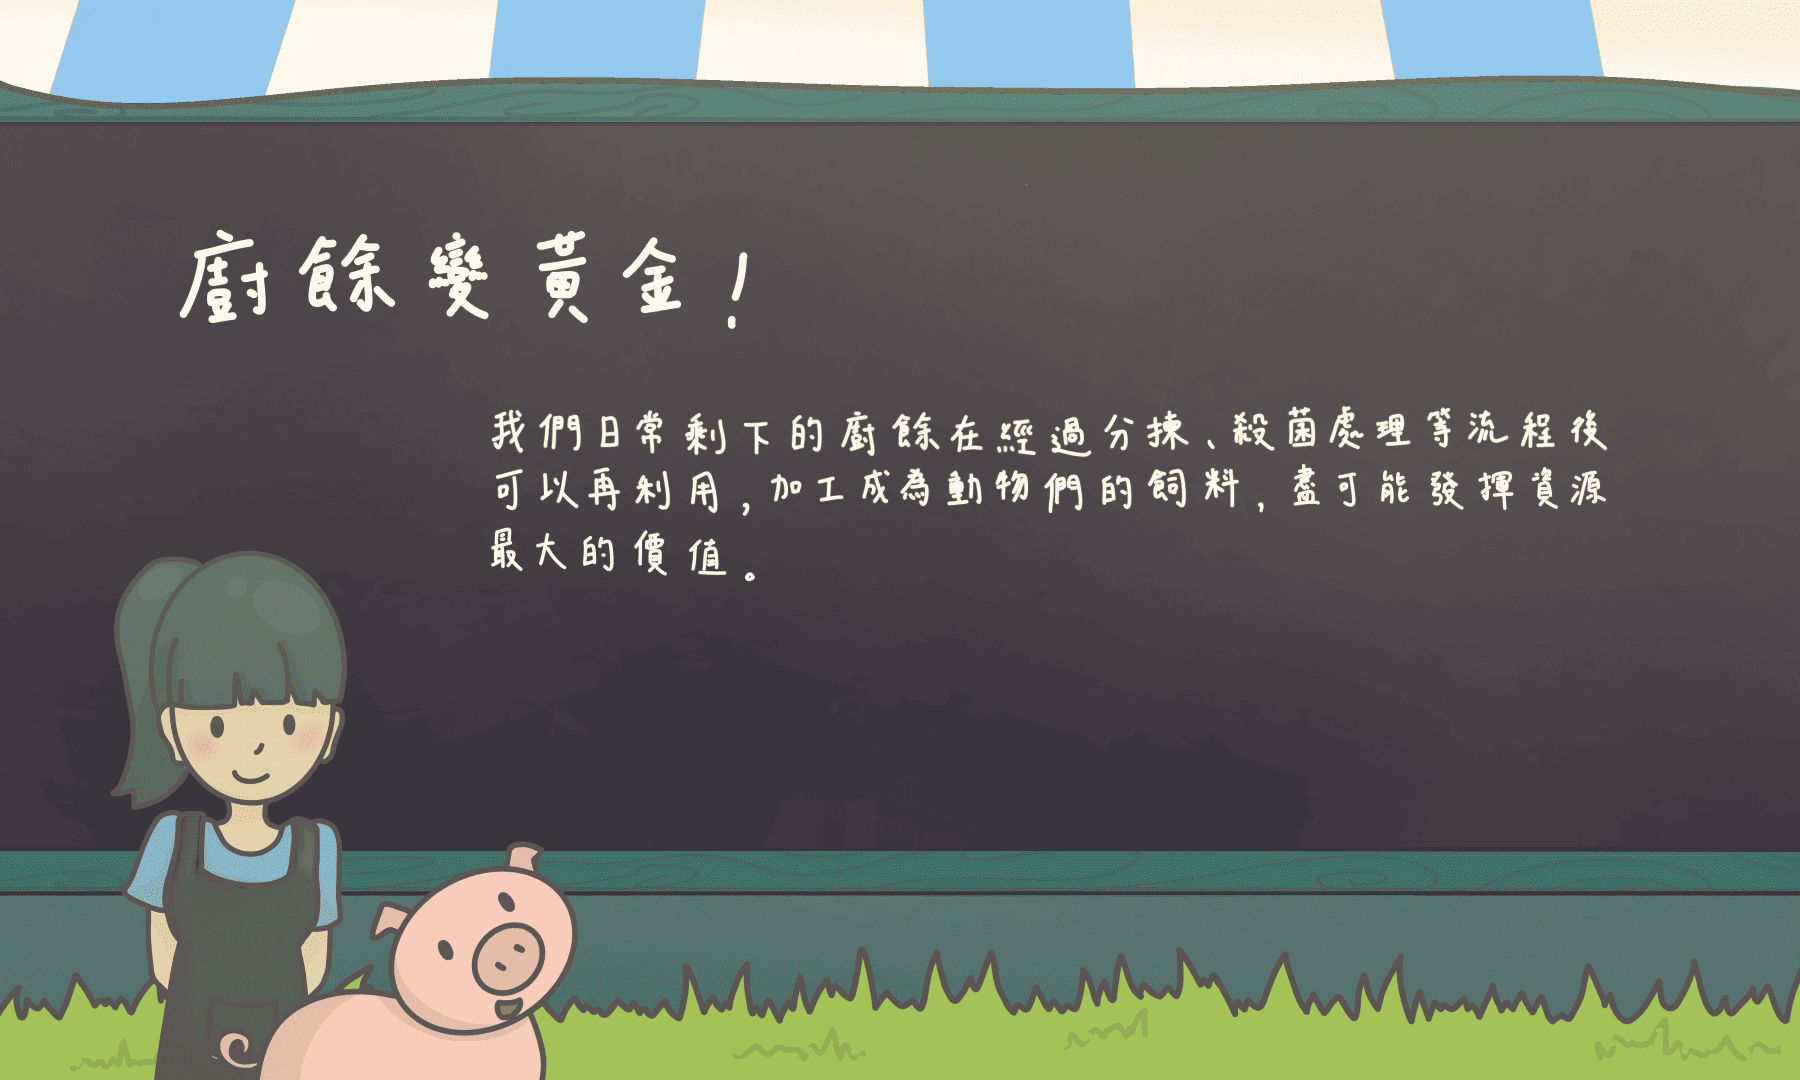 廚餘變黃金！
我們日常剩下的廚餘在經過分揀、殺菌處理等流程後
可以再利用，加工成為動物們的飼料，盡可能發揮資源
最大的價值。